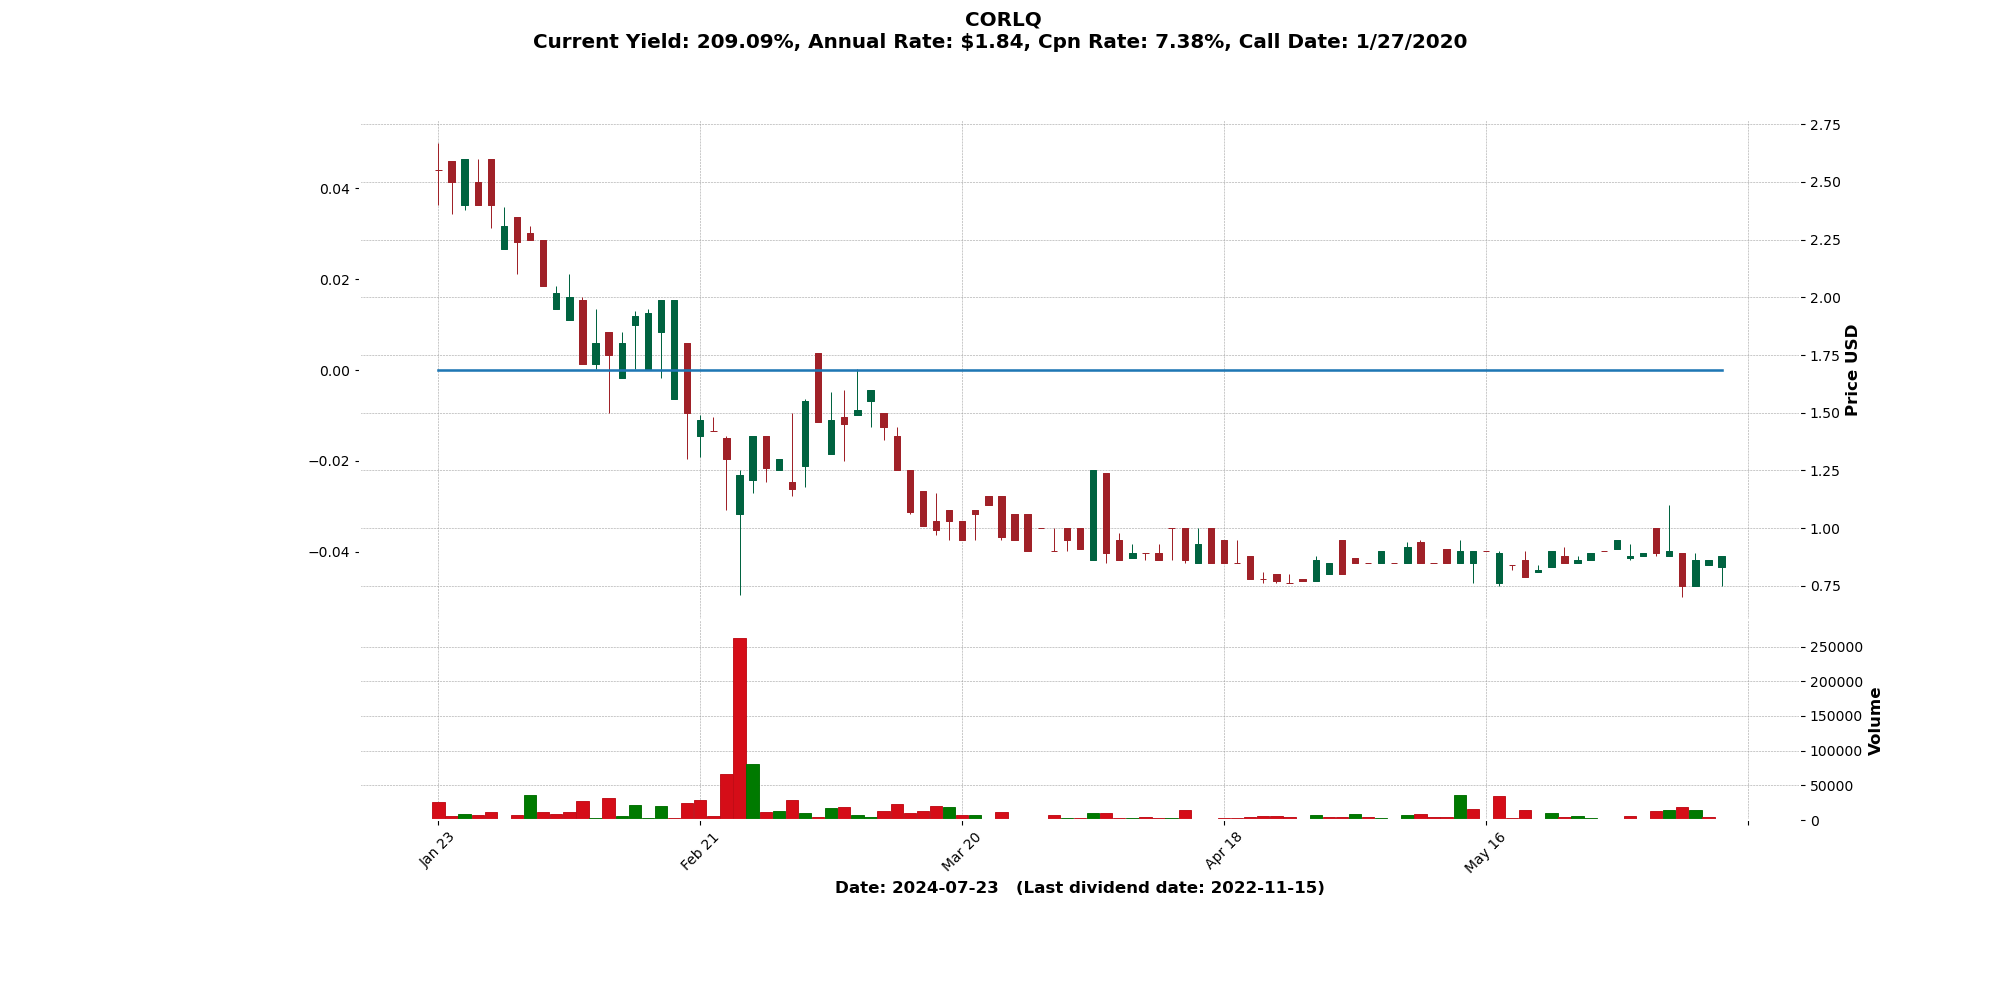 CORLQ
Current Yield: 209.09%, Annual Rate: $1.84, Cpn Rate: 7.38%, Call Date: 1/27/2020
2.75
2.50
2.25
2.00
1.75
1.50
1.25
1.00
0.75
Price USD
0.04
0.02
0.00
−0.02
−0.04
250000
200000
150000
100000
50000
0
Volume
Jan 23
Feb 21
Mar 20
Apr 18
May 16
Date: 2024-07-23   (Last dividend date: 2022-11-15)